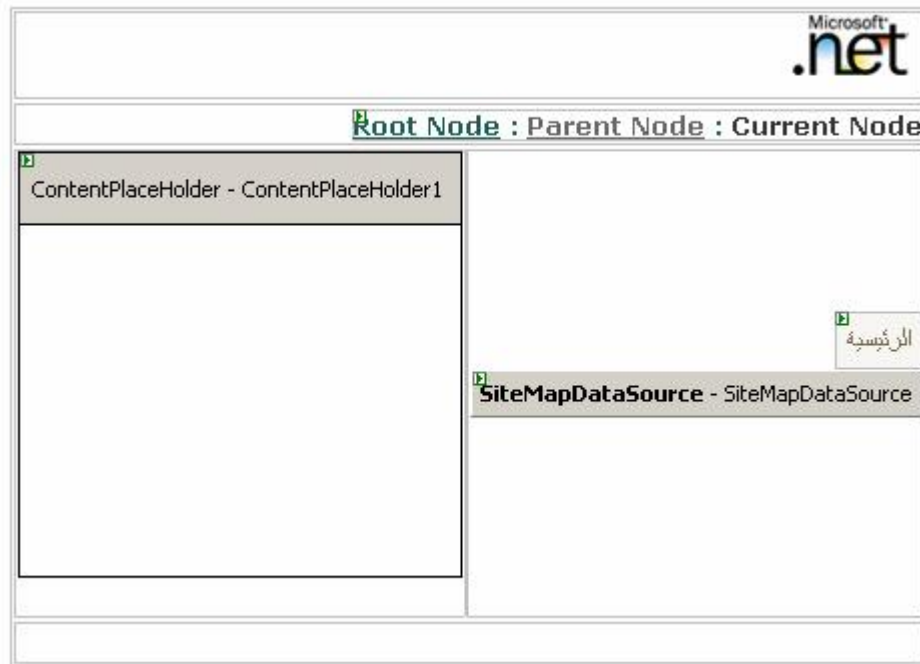 Microsoft
.net
Root Node : Parent Node : Current Node
ContentPlaceHolder - ContentPlaceHolder1
الرئيسية
SiteMapDataSource - SiteMapDataSource